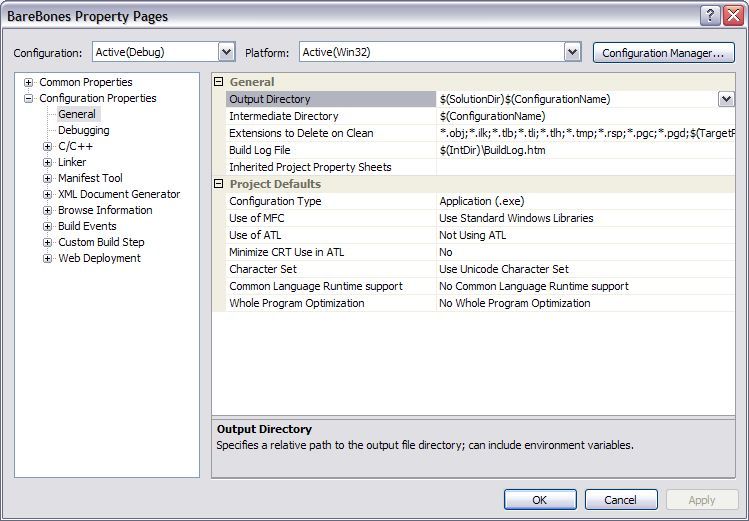 BareBones Property Pages
Configuration: Active(Debug) Platform: Active(Win32) Configuration Manager...
Common Properties
Configuration Properties
General
Debugging
C/C++
Linker
Manifest Tool
XML Document Generator
Browse Information
Build Events
Custom Build Step
Web Deployment
General
Output Directory $(SolutionDir)$(ConfigurationName)
Intermediate Directory $(ConfigurationName)
Extensions to Delete on Clean *.obj;*.ilk;*.tlb;*.tli;*.tlh;*.tmp;*.rsp;*.pgc;*.pgd;$(TargetP
Build Log File $(IntDir)\BuildLog.htm
Inherited Project Property Sheets
Project Defaults
Configuration Type Application (.exe)
Use of MFC Use Standard Windows Libraries
Use of ATL Not Using ATL
Minimize CRT Use in ATL No
Character Set Use Unicode Character Set
Common Language Runtime support No Common Language Runtime support
Whole Program Optimization No Whole Program Optimization
Output Directory
Specifies a relative path to the output file directory; can include environment variables.
OK Cancel Apply